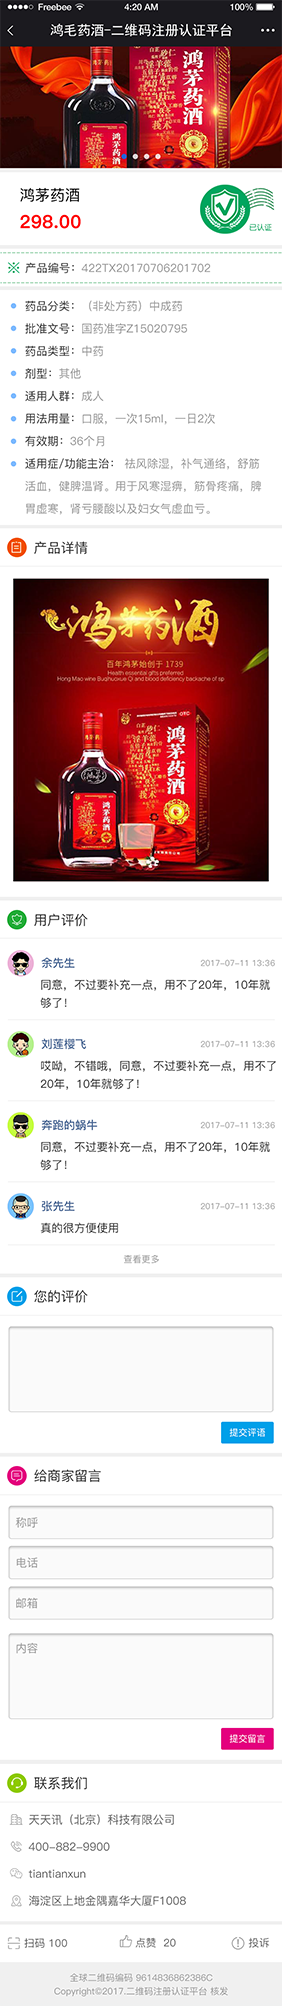 Freebee
4:20 AM
100%
鸿毛药酒-二维码注册认证平台
鸿茅药酒
鸿茅药酒
鸿茅药酒
298.00
已认证
产品编号：422TX20170706201702
药品分类：（非处方药）中成药
批准文号：国药准字Z15020795
药品类型：中药
剂型：其他
适用人群：成人
用法用量：口服，一次15ml，一日2次
有效期：36个月
适用症/功能主治：祛风除湿，补气通络，舒筋
活血，健脾温肾。用于风寒湿痹，筋骨疼痛，脾
胃虚寒，肾亏腰酸以及妇女气虚血亏。
产品详情
鸿茅药酒
百年鸿茅始创于 1739
Health essential gifts preferred
Hong Mao wine Buqihuoxue Qi and blood deficiency backache of sp
OTC
鸿茅药酒
鸿茅药酒
用户评价
余先生
2017-07-11 13:36
同意，不过要补充一点，用不了20年，10年就
够了！
刘莲樱飞
2017-07-11 13:36
哎呦，不错哦，同意，不过要补充一点，用不了
20年，10年就够了！
奔跑的蜗牛
2017-07-11 13:36
同意，不过要补充一点，用不了20年，10年就
够了！
张先生
2017-07-11 13:36
真的很方便使用
查看更多
您的评价
提交评语
给商家留言
称呼
电话
邮箱
内容
提交留言
联系我们
天天讯（北京）科技有限公司
400-882-9900
tiantianxun
海淀区上地金隅嘉华大厦F1008
扫码 100
点赞 20
投诉
全球二维码编码 9614836862386C
Copyright©2017.二维码注册认证平台 核发